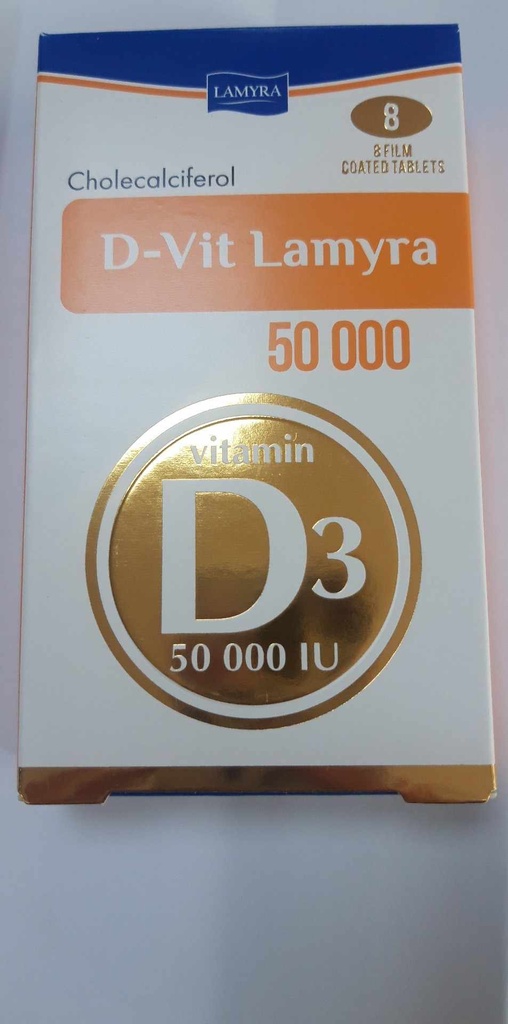 LAMYRA
8
8 FILM
COATED TABLETS
Cholecalciferol
D-Vit Lamyra
50 000
vitamin
D3
50 000 IU